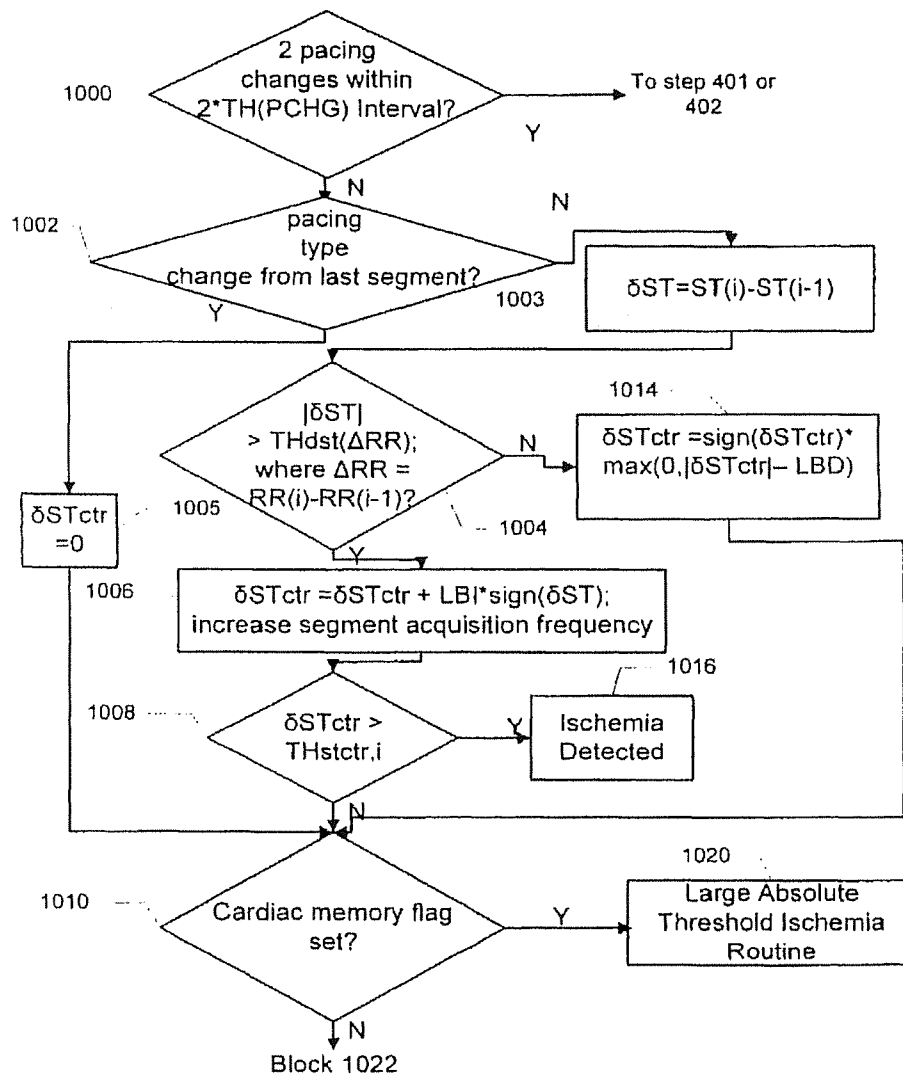 2 pacing
changes within
2*TH(PCHG) Interval?
1000
To step 401 or
402
Y
N
1002
pacing
type
change from last segment?
N
1003
δST=ST(i)-ST(i-1)
Y
1014
|δST|
> THdst(ΔRR);
where ΔRR =
RR(i)-RR(i-1)?
N
δSTctr =sign(δSTctr)*
max(0,|δSTctr|– LBD)
δSTctr
=0
1005
1004
Y
1006
δSTctr =δSTctr + LBI*sign(δST);
increase segment acquisition frequency
1016
1008
δSTctr >
THstctr,i
Y
Ischemia
Detected
N
1020
1010
Cardiac memory flag
set?
Y
Large Absolute
Threshold Ischemia
Routine
N
Block 1022